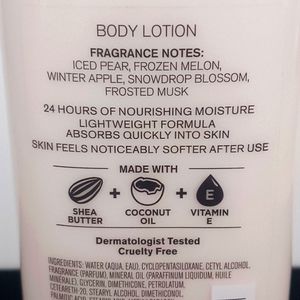 BODY LOTION
FRAGRANCE NOTES:
ICED PEAR, FROZEN MELON,
WINTER APPLE, SNOWDROP BLOSSOM,
FROSTED MUSK
24 HOURS OF NOURISHING MOISTURE
LIGHTWEIGHT FORMULA
ABSORBS QUICKLY INTO SKIN
SKIN FEELS NOTICEABLY SOFTER AFTER USE
MADE WITH
+ + E
SHEA COCONUT VITAMIN
BUTTER OIL E
Dermatologist Tested
Cruelty Free
INGREDIENTS: WATER (AQUA, EAU), CYCLOPENTASILOXANE, CETYL ALCOHOL,
FRAGRANCE (PARFUM), MINERAL OIL (PARAFFINUM LIQUIDUM, HUILE
MINERALE), GLYCERIN, DIMETHICONE, PETROLATUM,
CETEARETH-20, STEARYL ALCOHOL, DIMETHICONOL,
PALMITIC ACID